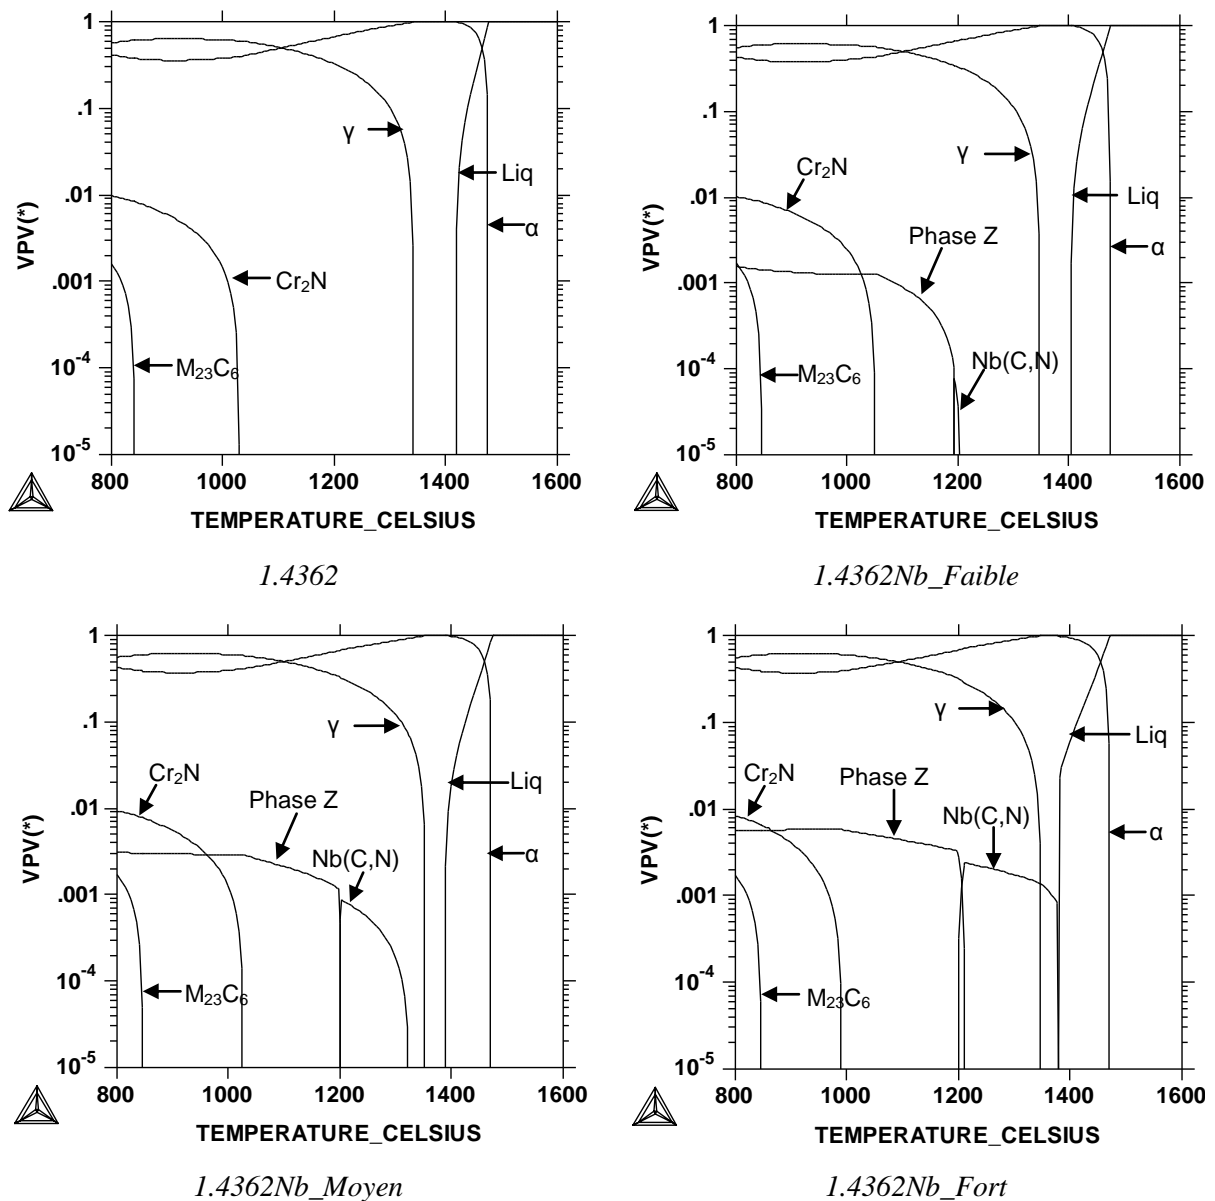 1
.1
.01
.001
10-4
10-5
VPV(*)
γ
Liq
α
Cr2N
M23C6
800 1000 1200 1400 1600
TEMPERATURE_CELSIUS
1.4362
1
.1
.01
.001
10-4
10-5
VPV(*)
γ
Cr2N
Liq
Phase Z
α
Nb(C,N)
M23C6
800 1000 1200 1400 1600
TEMPERATURE_CELSIUS
1.4362Nb_Faible
1
.1
.01
.001
10-4
10-5
VPV(*)
γ
Cr2N
Liq
Phase Z
Nb(C,N)
α
M23C6
800 1000 1200 1400 1600
TEMPERATURE_CELSIUS
1.4362Nb_Moyen
1
.1
.01
.001
10-4
10-5
VPV(*)
γ
Liq
Cr2N
Phase Z
Nb(C,N)
α
M23C6
800 1000 1200 1400 1600
TEMPERATURE_CELSIUS
1.4362Nb_Fort